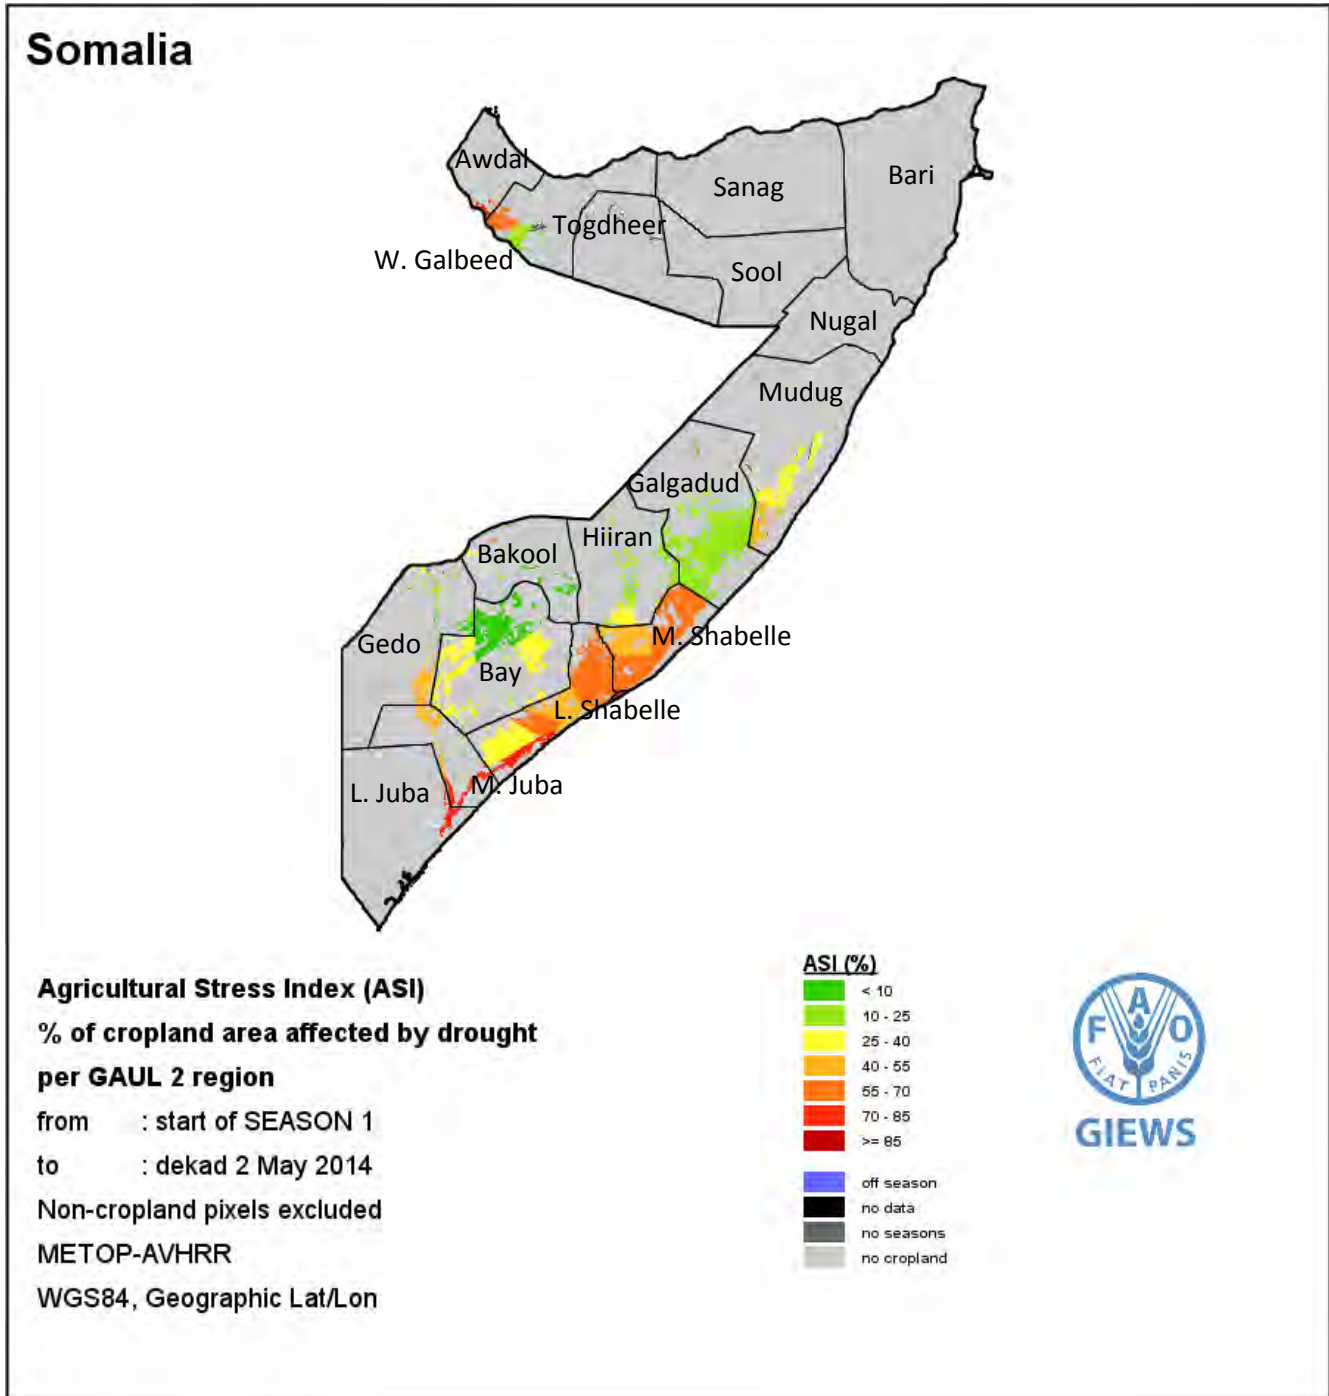 Somalia
Awdal
Bari
Sanag
Togdheer
W. Galbeed
Sool
Nugal
Mudug
Galgadud
Hiiran
Bakool
M. Shabelle
Gedo
Bay
L. Shabelle
M. Juba
L. Juba
Agricultural Stress Index (ASI)
% of cropland area affected by drought
per GAUL 2 region
from : start of SEASON 1
to : dekad 2 May 2014
Non-cropland pixels excluded
METOP-AVHRR
WGS84, Geographic Lat/Lon
ASI (%)
< 10
10 - 25
25 - 40
40 - 55
55 - 70
70 - 85
>= 85
off season
no data
no seasons
no cropland
F A O
FIAT PANIS
GIEWS